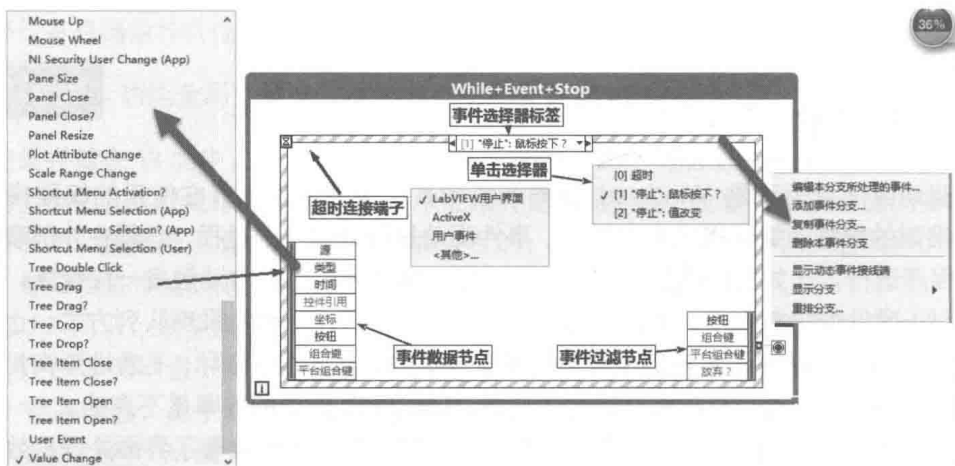 Mouse Up
Mouse Wheel
NI Security User Change (App)
Pane Size
Panel Close
Panel Close?
Panel Resize
Plot Attribute Change
Scale Range Change
Shortcut Menu Activation?
Shortcut Menu Selection (App)
Shortcut Menu Selection? (App)
Shortcut Menu Selection (User)
Tree Double Click
Tree Drag
Tree Drag?
Tree Drop
Tree Drop?
Tree Item Close
Tree Item Close?
Tree Item Open
Tree Item Open?
User Event
✓ Value Change
36%
While+Event+Stop
事件选择器标签
[1] "停止": 鼠标按下?
单击选择器
[0] 超时
✓ [1] "停止": 鼠标按下?
[2] "停止": 值改变
超时连接端子
✓ LabVIEW用户界面
ActiveX
用户事件
<其他>...
源
类型
时间
控件引用
坐标
按钮
组合键
平台组合键
事件数据节点
事件过滤节点
按钮
组合键
平台组合键
放弃?
i
编辑本分支所处理的事件...
添加事件分支...
复制事件分支...
删除本事件分支
显示动态事件接线端
显示分支
重排分支...